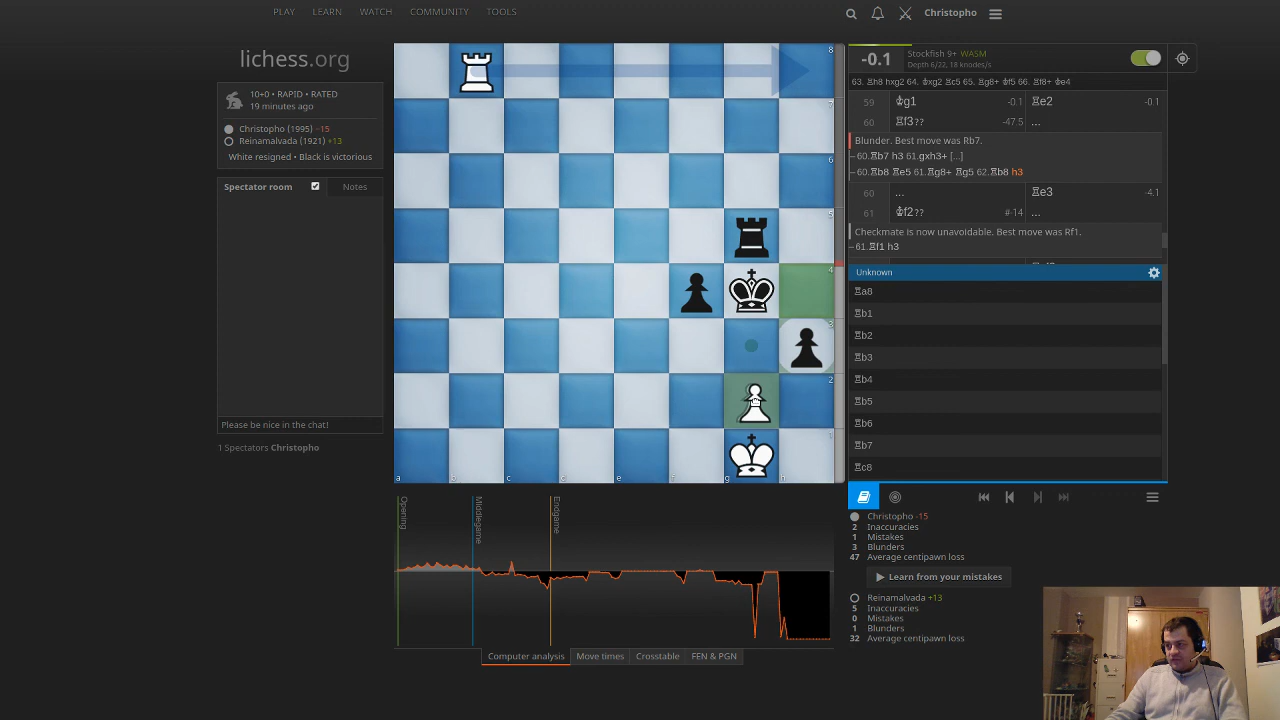 PLAY LEARN WATCH COMMUNITY TOOLS
Christopho
lichess.org
10+0 • RAPID • RATED
19 minutes ago
Christopho (1995) -15
Reinamalvada (1921) +13
White resigned • Black is victorious
Spectator room
Notes
Please be nice in the chat!
1 Spectators Christopho
8
7
6
5
4
3
2
1
a b c d e f g h
-0.1
Stockfish 9+ WASM
Depth 6/22, 18 knodes/s
63. ♖h8 hxg2 64. ♔xg2 ♖c5 65. ♖g8+ ♔f5 66. ♖f8+ ♔e4
59 ♔g1 -0.1 ♖e2 -0.1
60 ♖f3?? -47.5 ...
Blunder. Best move was Rb7.
60.♖b7 h3 61.gxh3+ [...]
60.♖b8 ♖e5 61.♖g8+ ♖g5 62.♖b8 h3
60 ... ♖e3 -4.1
61 ♔f2?? #-14 ...
Checkmate is now unavoidable. Best move was Rf1.
61.♖f1 h3
Unknown
♖a8
♖b1
♖b2
♖b3
♖b4
♖b5
♖b6
♖b7
♖c8
Opening
Middlegame
Endgame
Christopho -15
2 Inaccuracies
1 Mistakes
3 Blunders
47 Average centipawn loss
Learn from your mistakes
Reinamalvada +13
5 Inaccuracies
0 Mistakes
1 Blunders
32 Average centipawn loss
Computer analysis Move times Crosstable FEN & PGN